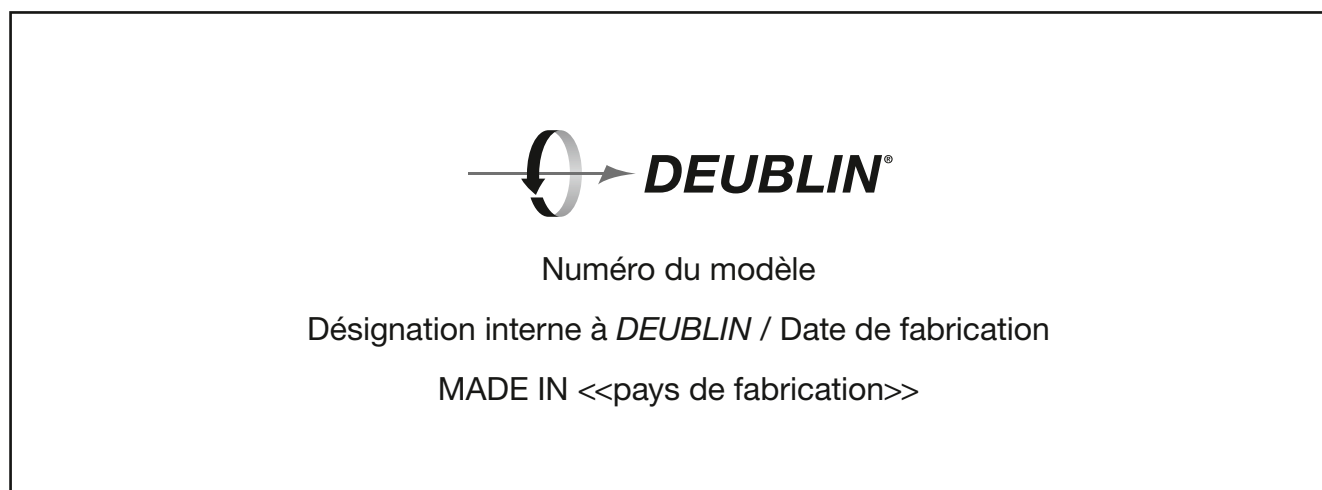 DEUBLIN®
Numéro du modèle
Désignation interne à DEUBLIN / Date de fabrication
MADE IN <<pays de fabrication>>